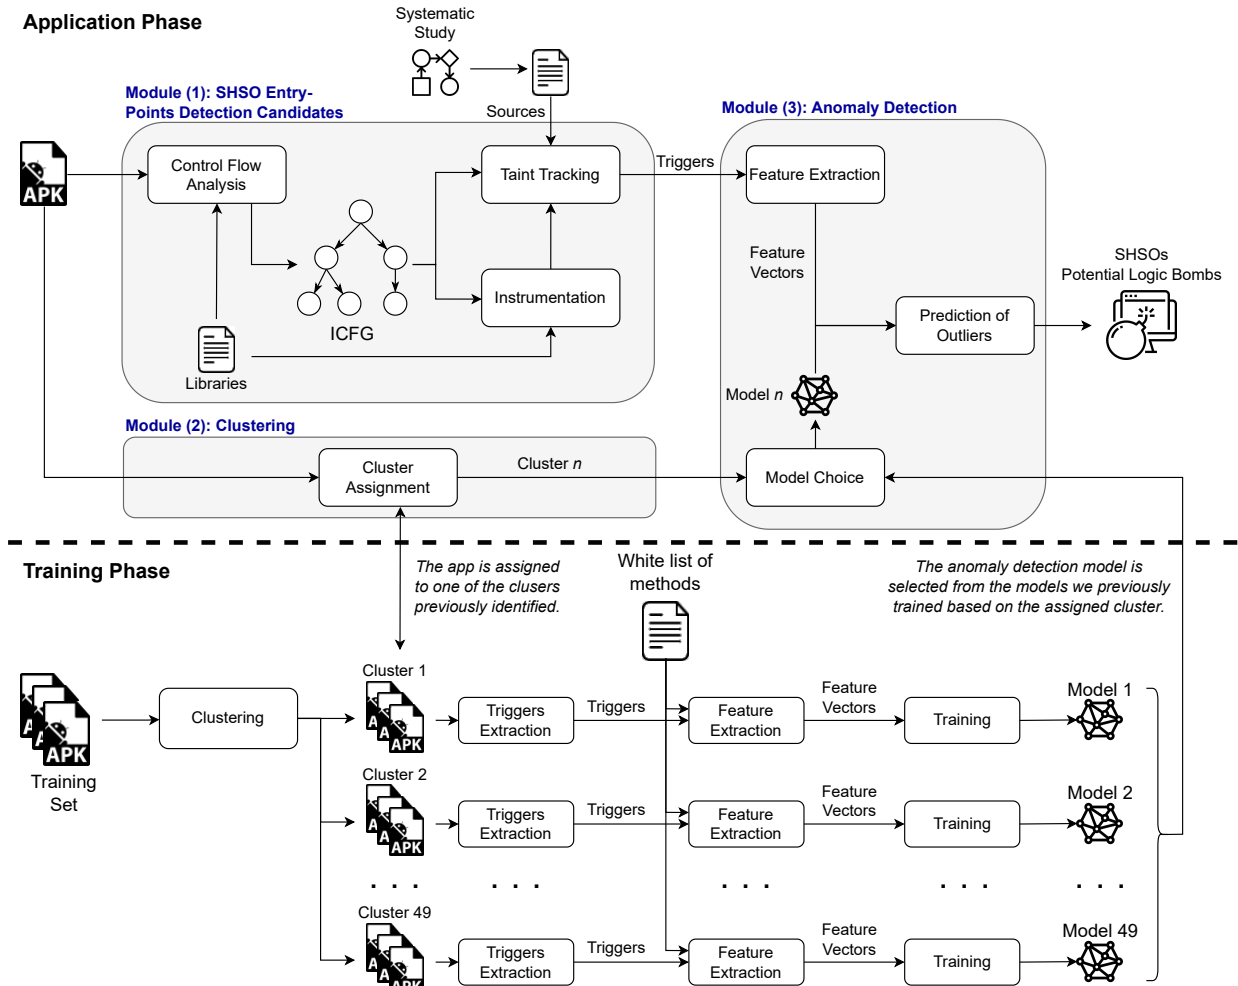 Application Phase
Systematic
Study
Sources
Module (1): SHSO Entry-
Points Detection Candidates
Module (3): Anomaly Detection
APK
Control Flow
Analysis
Taint Tracking
Triggers
Feature Extraction
Feature
Vectors
ICFG
Instrumentation
Libraries
SHSOs
Potential Logic Bombs
Prediction of
Outliers
Model n
Module (2): Clustering
Cluster
Assignment
Cluster n
Model Choice
Training Phase
The app is assigned
to one of the clusers
previously identified.
White list of
methods
The anomaly detection model is
selected from the models we previously
trained based on the assigned cluster.
APK
Training
Set
Clustering
Cluster 1
APK
Triggers
Extraction
Triggers
Feature
Extraction
Feature
Vectors
Training
Model 1
Cluster 2
APK
Triggers
Extraction
Triggers
Feature
Extraction
Feature
Vectors
Training
Model 2
. . .
. . .
. . .
. . .
. . .
Cluster 49
APK
Triggers
Extraction
Triggers
Feature
Extraction
Feature
Vectors
Training
Model 49